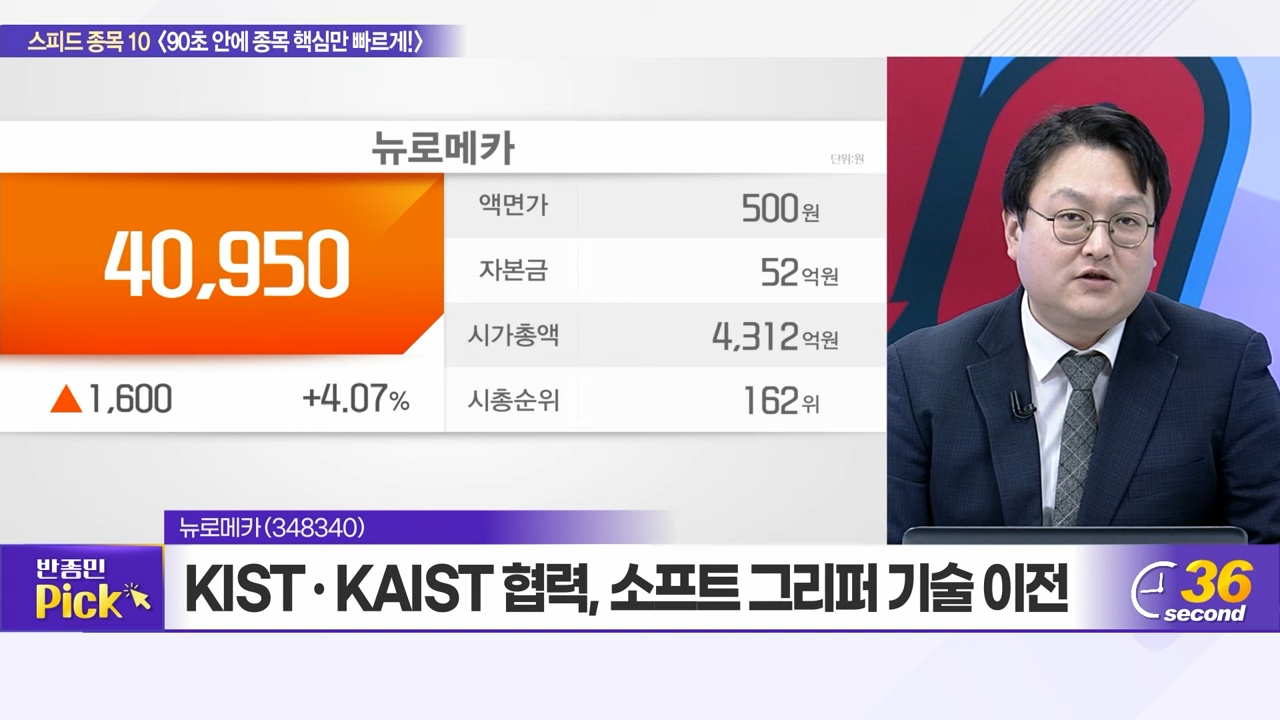 스피드 종목 10 〈90초 안에 종목 핵심만 빠르게!〉
뉴로메카
단위:원
40,950
▲1,600 +4.07%
액면가 500원
자본금 52억원
시가총액 4,312억원
시총순위 162위
뉴로메카(348340)
반종민
Pick
KIST·KAIST 협력, 소프트 그리퍼 기술 이전
36
second